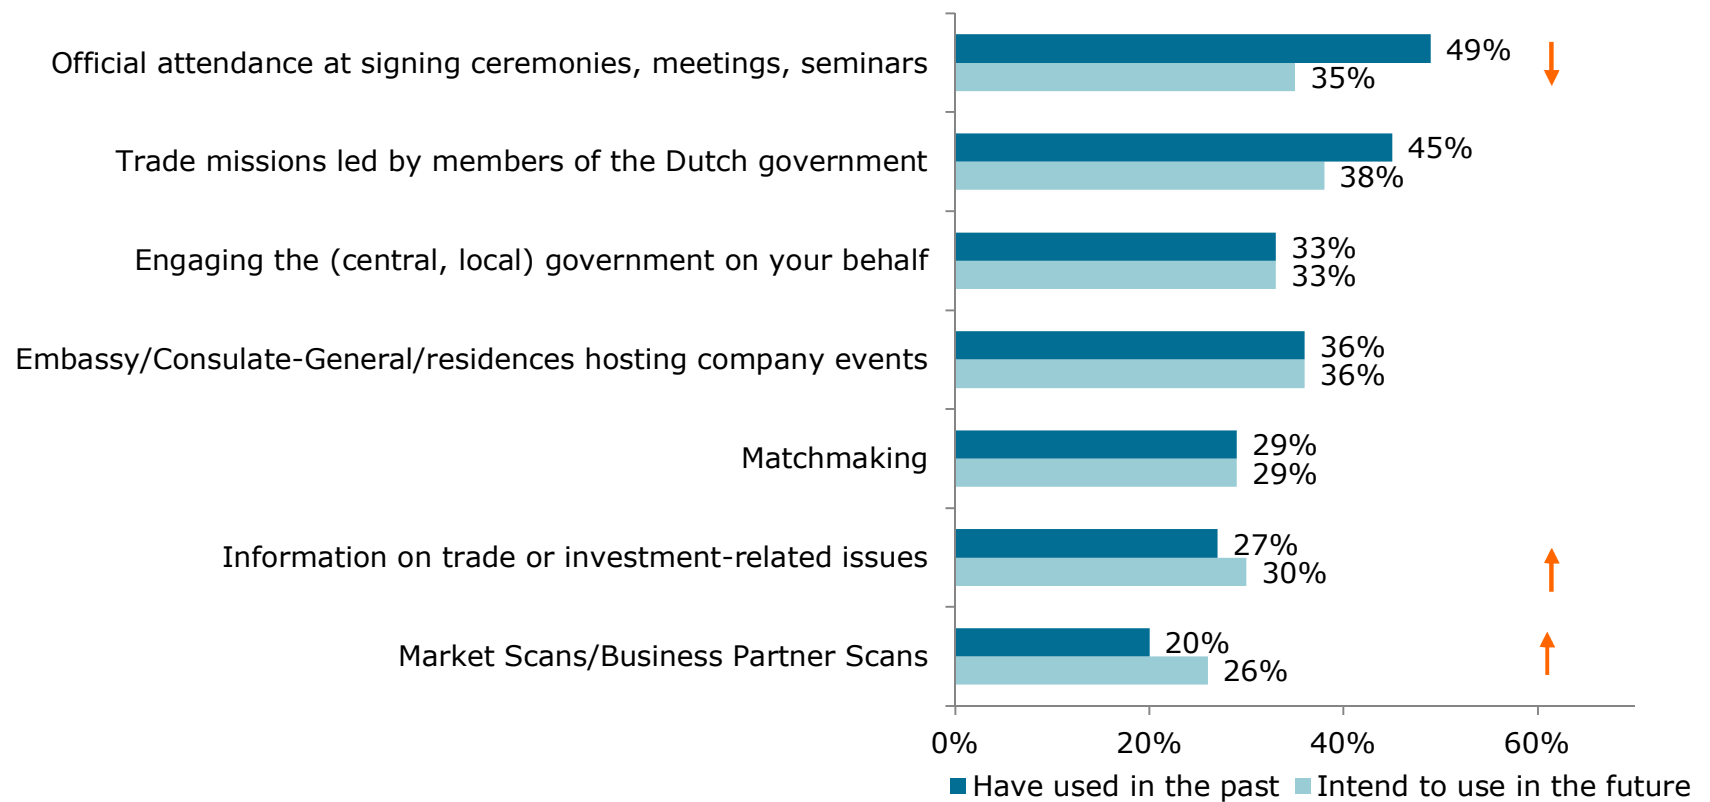 Official attendance at signing ceremonies, meetings, seminars
49%
35%
Trade missions led by members of the Dutch government
45%
38%
Engaging the (central, local) government on your behalf
33%
33%
Embassy/Consulate-General/residences hosting company events
36%
36%
Matchmaking
29%
29%
Information on trade or investment-related issues
27%
30%
Market Scans/Business Partner Scans
20%
26%
0% 20% 40% 60%
Have used in the past Intend to use in the future